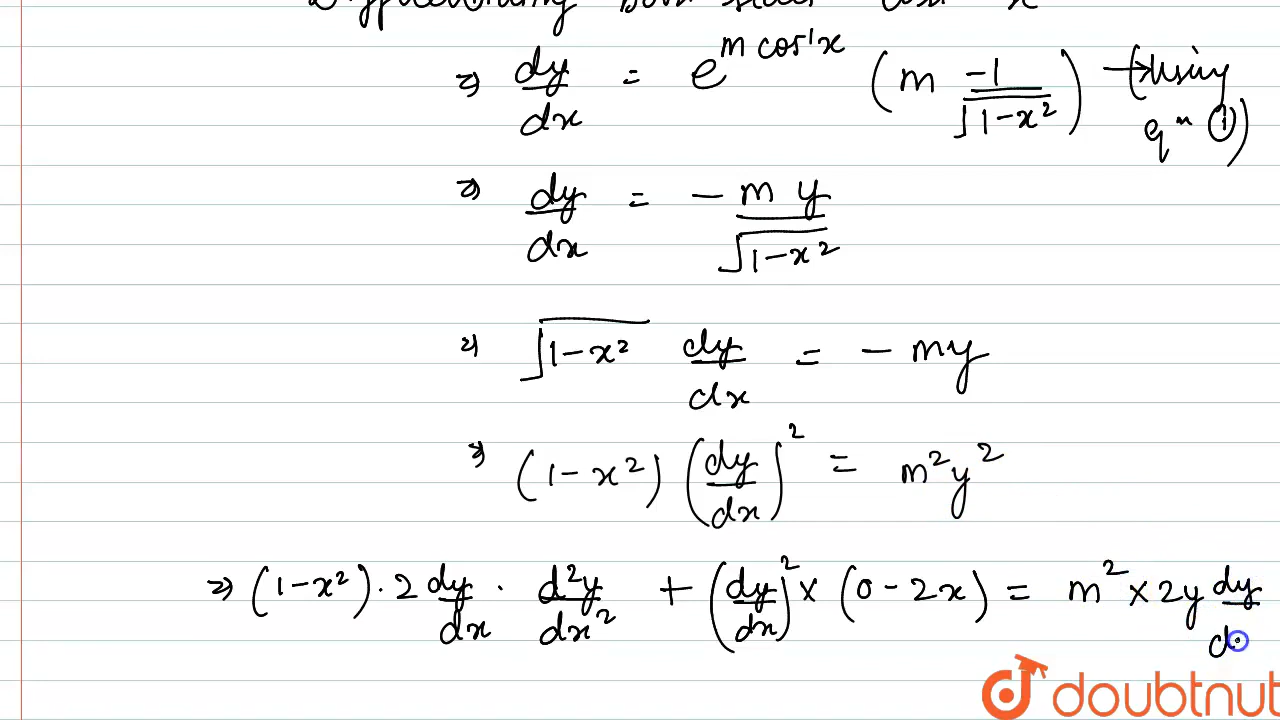 Differentiating both sides wrt x
⇒ dy/dx = e^(m cos⁻¹x) (m -1/√(1-x²)) → (Using eqⁿ ①)
⇒ dy/dx = - m y/√(1-x²)
⇒ √(1-x²) dy/dx = - my
⇒ (1-x²) (dy/dx)² = m²y²
⇒ (1-x²) · 2 dy/dx · d²y/dx² + (dy/dx)² × (0-2x) = m² × 2y dy/d
doubtnut